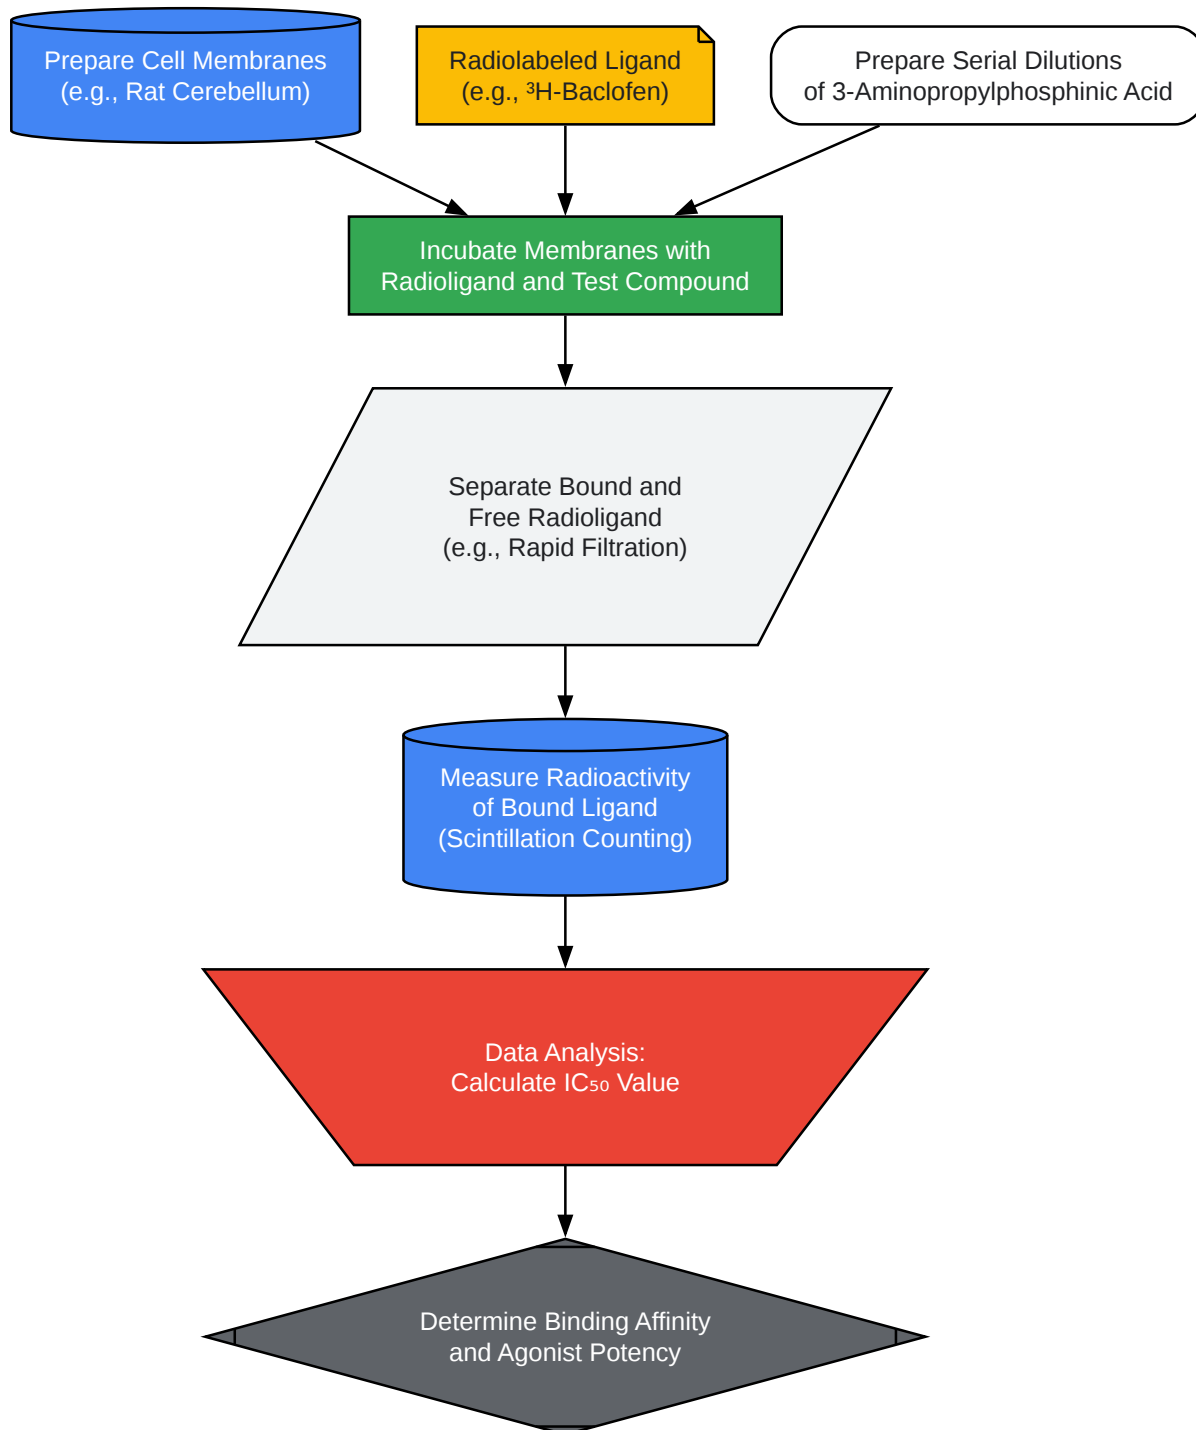 Prepare Cell Membranes
(e.g., Rat Cerebellum)
Radiolabeled Ligand
(e.g., ³H-Baclofen)
Prepare Serial Dilutions
of 3-Aminopropylphosphinic Acid
Incubate Membranes with
Radioligand and Test Compound
Separate Bound and
Free Radioligand
(e.g., Rapid Filtration)
Measure Radioactivity
of Bound Ligand
(Scintillation Counting)
Data Analysis:
Calculate IC₅₀ Value
Determine Binding Affinity
and Agonist Potency